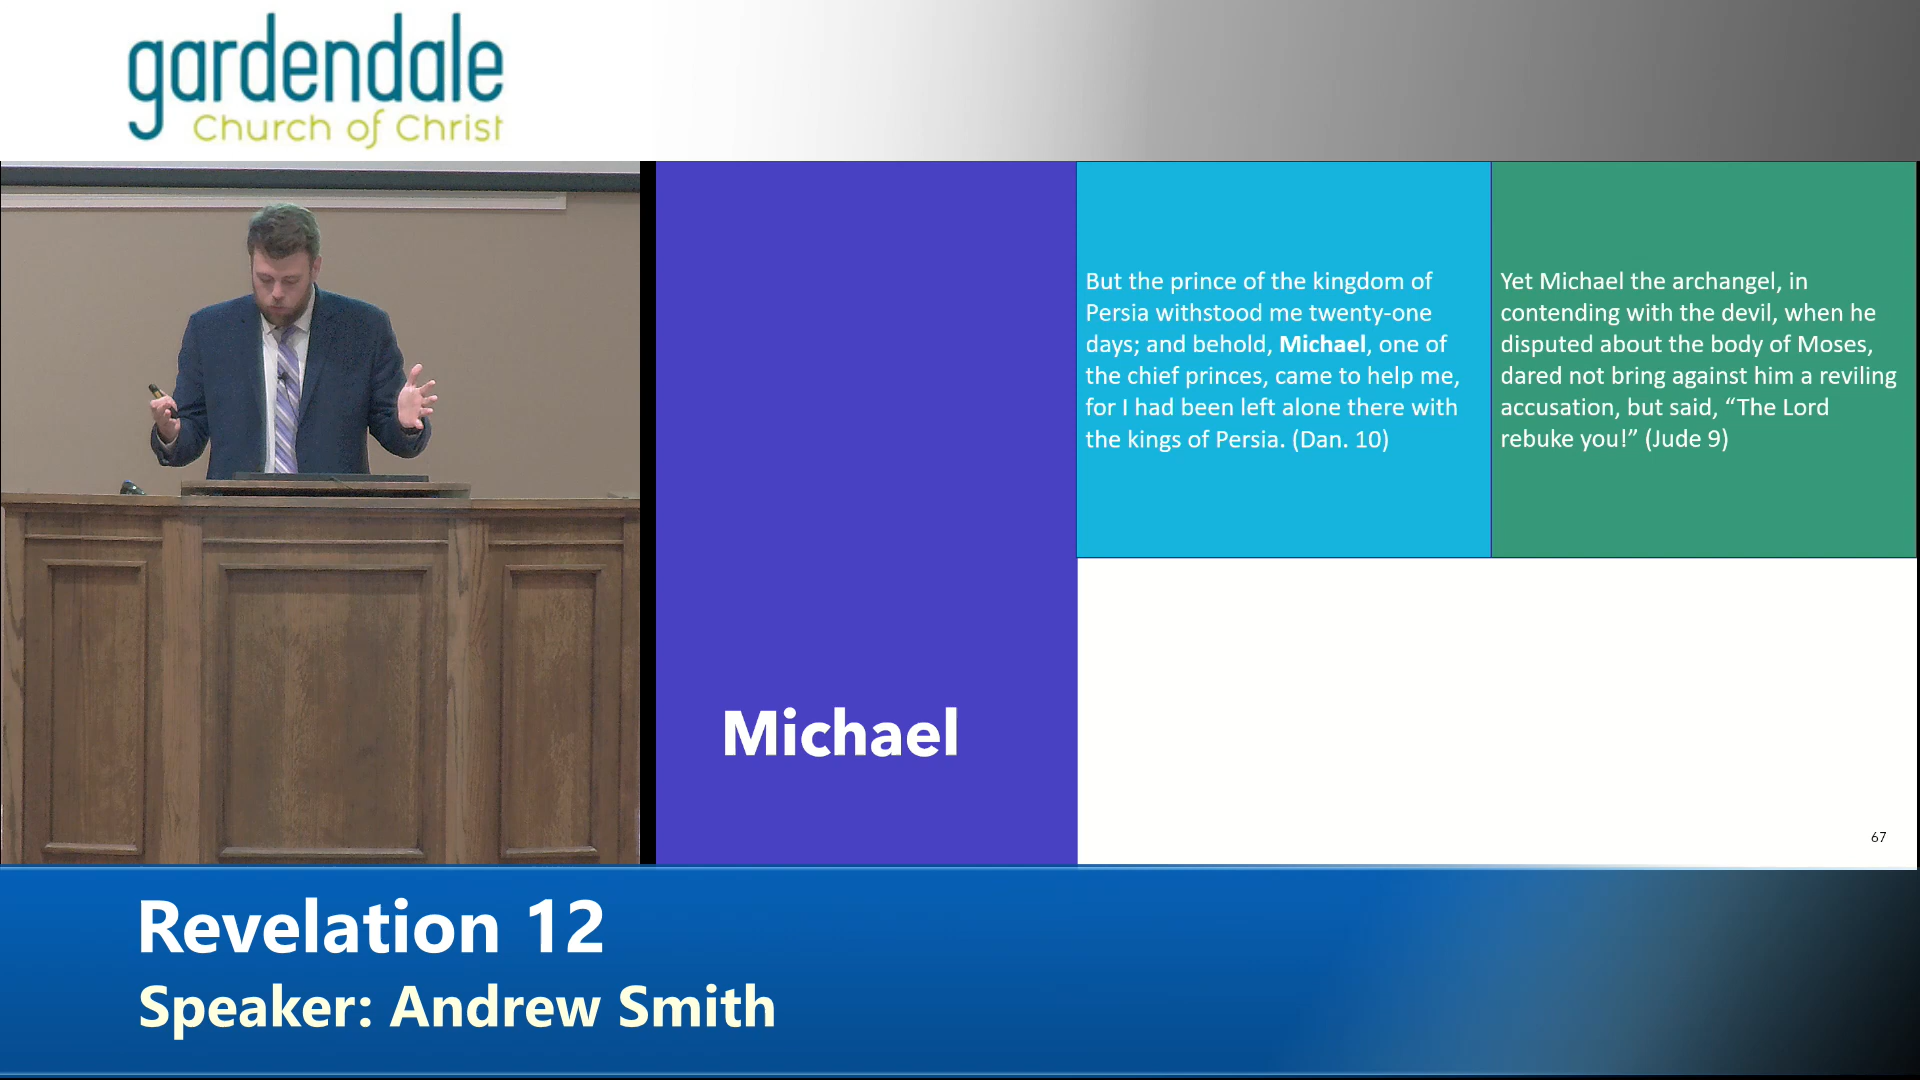 gardendale
Church of Christ
But the prince of the kingdom of
Persia withstood me twenty-one
days; and behold, Michael, one of
the chief princes, came to help me,
for I had been left alone there with
the kings of Persia. (Dan. 10)
Yet Michael the archangel, in
contending with the devil, when he
disputed about the body of Moses,
dared not bring against him a reviling
accusation, but said, “The Lord
rebuke you!” (Jude 9)
Michael
67
Revelation 12
Speaker: Andrew Smith